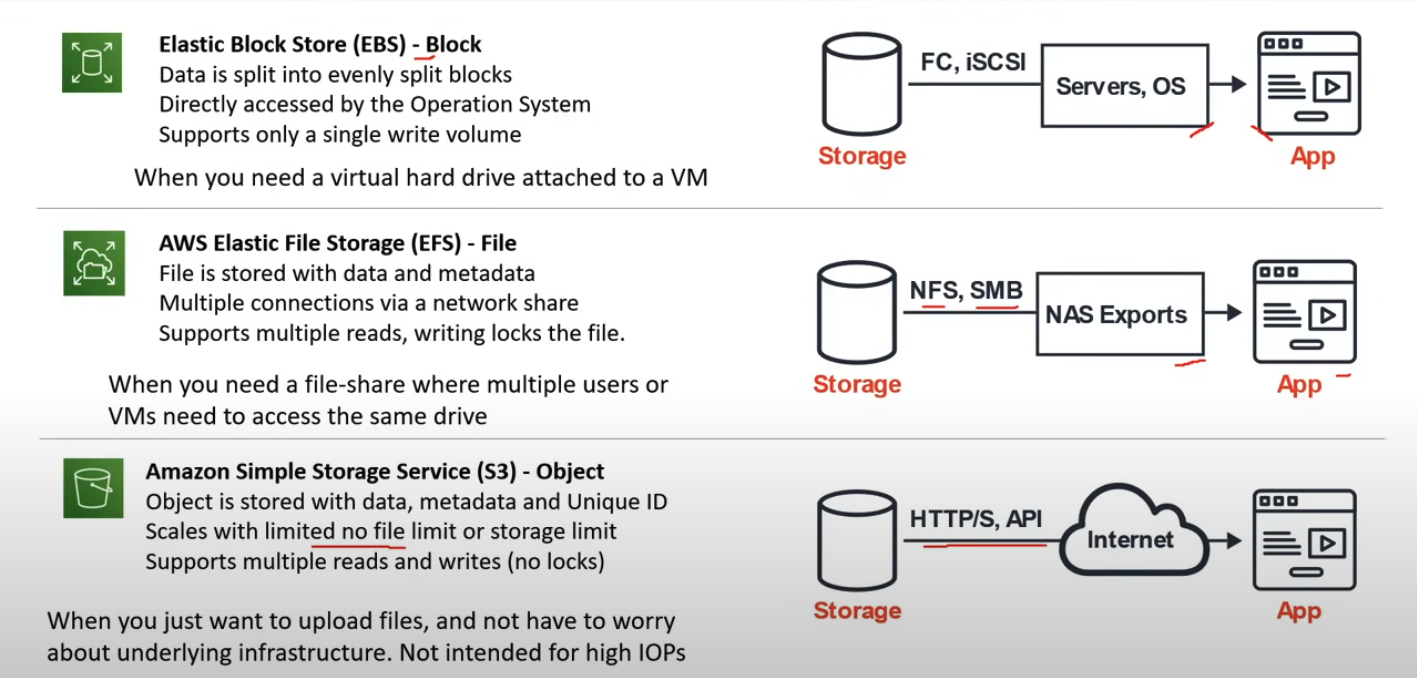 Elastic Block Store (EBS) - Block
Data is split into evenly split blocks
Directly accessed by the Operation System
Supports only a single write volume
When you need a virtual hard drive attached to a VM
FC, iSCSI
Servers, OS
Storage
App
AWS Elastic File Storage (EFS) - File
File is stored with data and metadata
Multiple connections via a network share
Supports multiple reads, writing locks the file.
When you need a file-share where multiple users or
VMs need to access the same drive
NFS, SMB
NAS Exports
Storage
App
Amazon Simple Storage Service (S3) - Object
Object is stored with data, metadata and Unique ID
Scales with limited no file limit or storage limit
Supports multiple reads and writes (no locks)
When you just want to upload files, and not have to worry
about underlying infrastructure. Not intended for high IOPs
HTTP/S, API
Internet
Storage
App